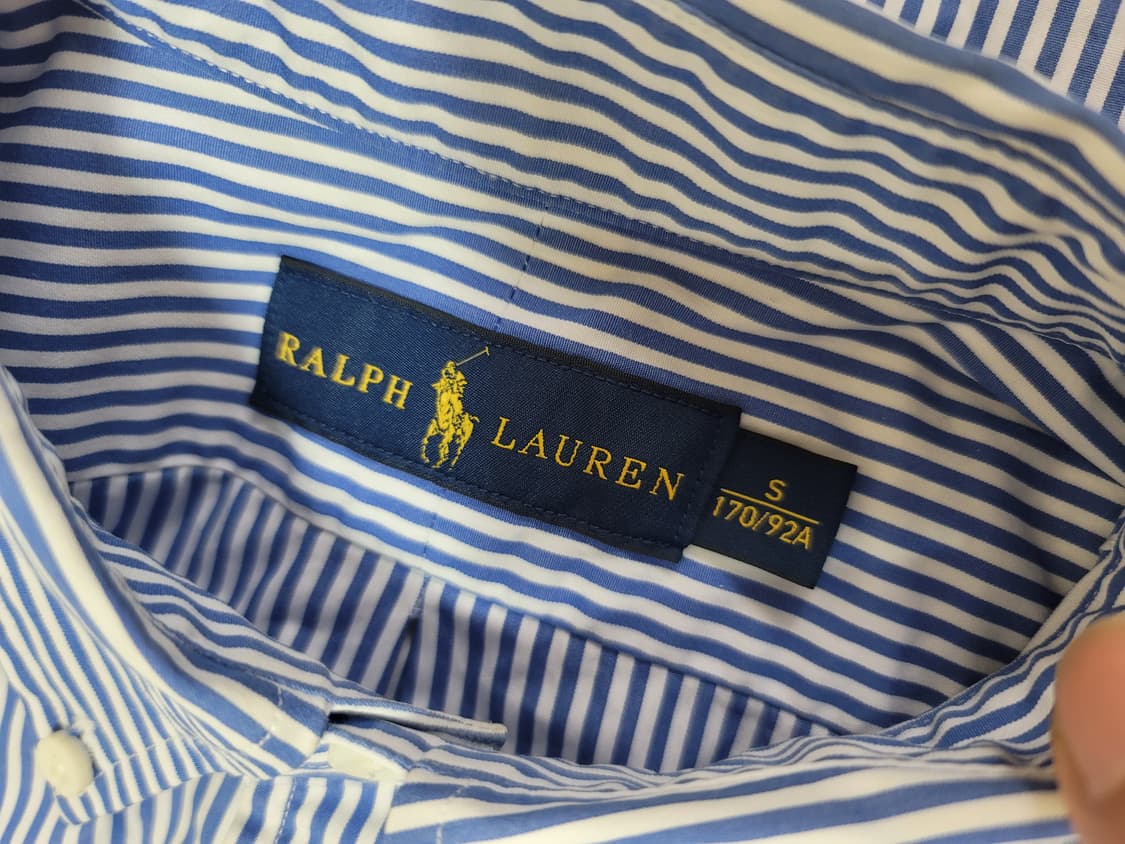 RALPH LAUREN
S
170/92A